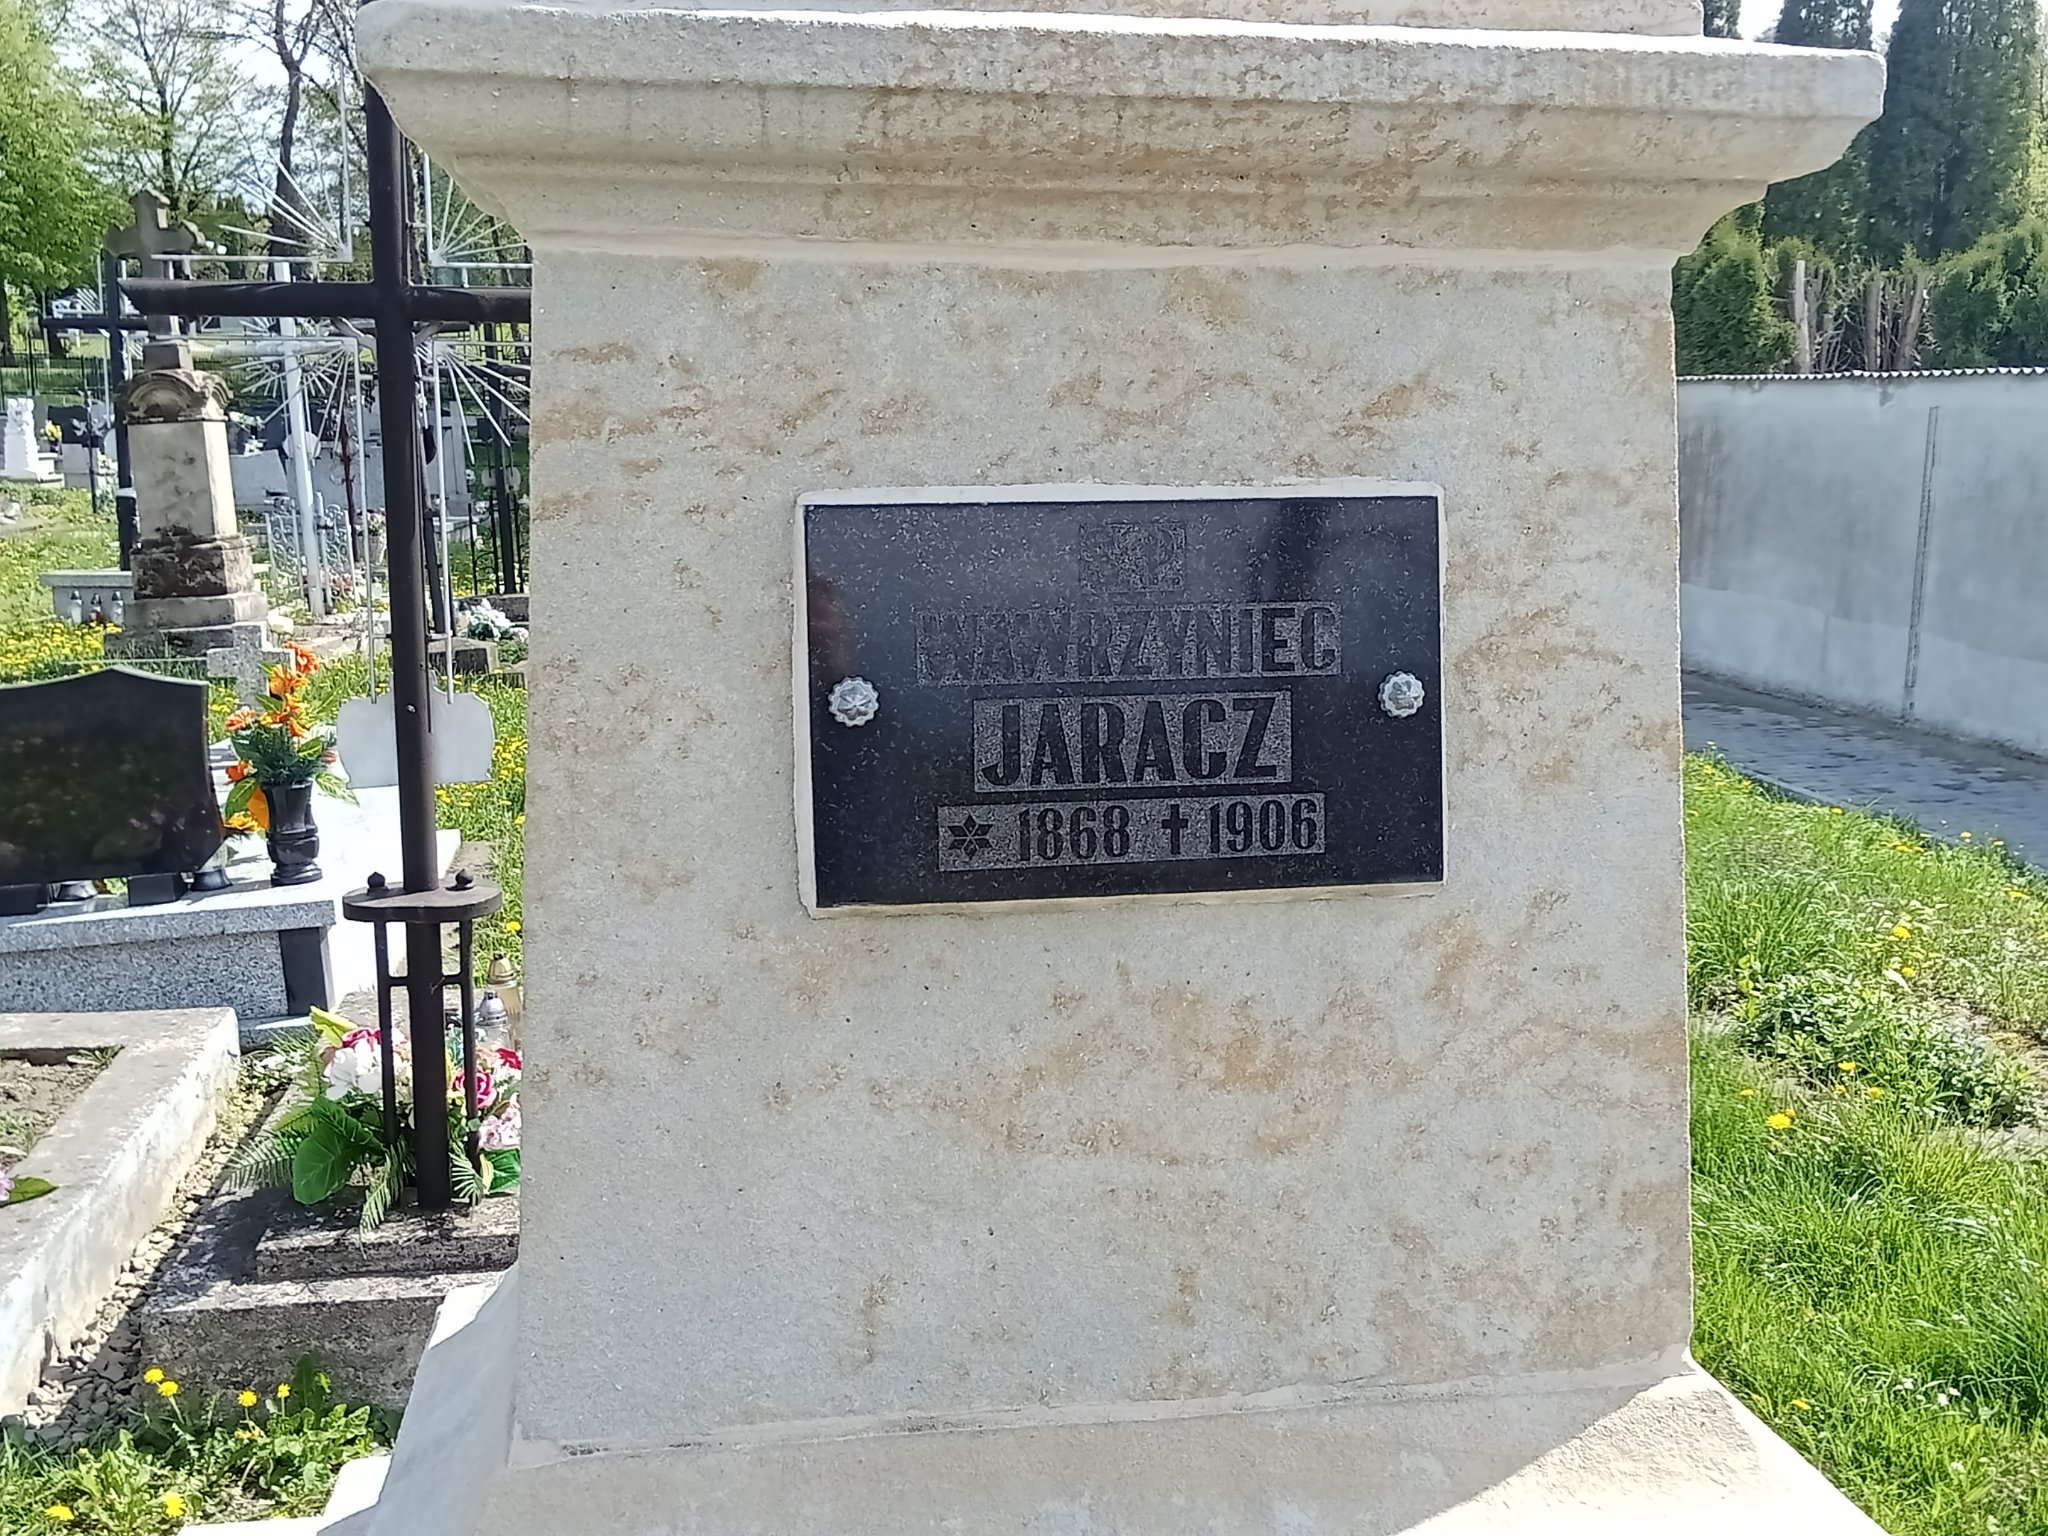 WAWRZYNIEC
JARACZ
* 1868 † 1906